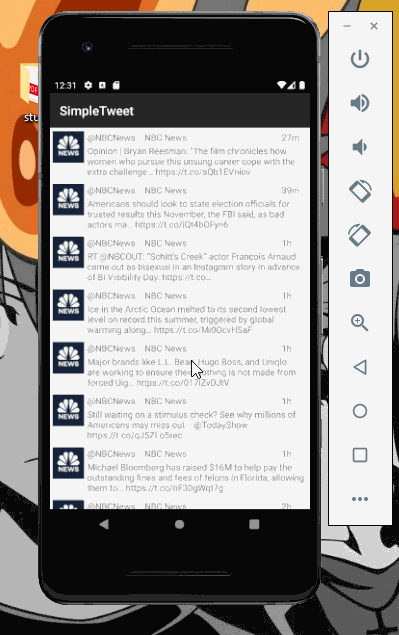 12:31
SimpleTweet
@NBCNews NBC News 27m
Opinion | Bryan Reesman: "The film chronicles how
women who pursue this unsung career cope with the
extra challenge... https://t.co/sQb1EVniov
@NBCNews NBC News 39m
Americans should look to state election officials for
trusted results this November, the FBI said, as bad
actors ma... https://t.co/
@NBCNews NBC News 1h
RT @NBCOUT: "Schitt's Creek" actor François Arnaud
came out as bisexual in an Instagram story in advance
of Bi Visibility Day. https://t.co...
@NBCNews NBC News 1h
Ice in the Arctic Ocean melted to its second lowest
level on record this summer, triggered by global
warming along... https://t.co/
@NBCNews NBC News 1h
Major brands like L.L. Bean, Hugo Boss, and Uniqlo
are working to ensure their clothing is not made from
forced Uig... https://t.co/
@NBCNews NBC News 1h
Still waiting on a stimulus check? See why millions of
Americans may miss out. - @TodayShow
https://t.co/
@NBCNews NBC News 1h
Michael Bloomberg has raised $16M to help pay the
outstanding fines and fees of felons in Florida, allowing
them to... https://t.co/
@NBCNews NBC News 2h
NEWS
NEWS
NEWS
NEWS
NEWS
NEWS
NEWS
PDF
stu